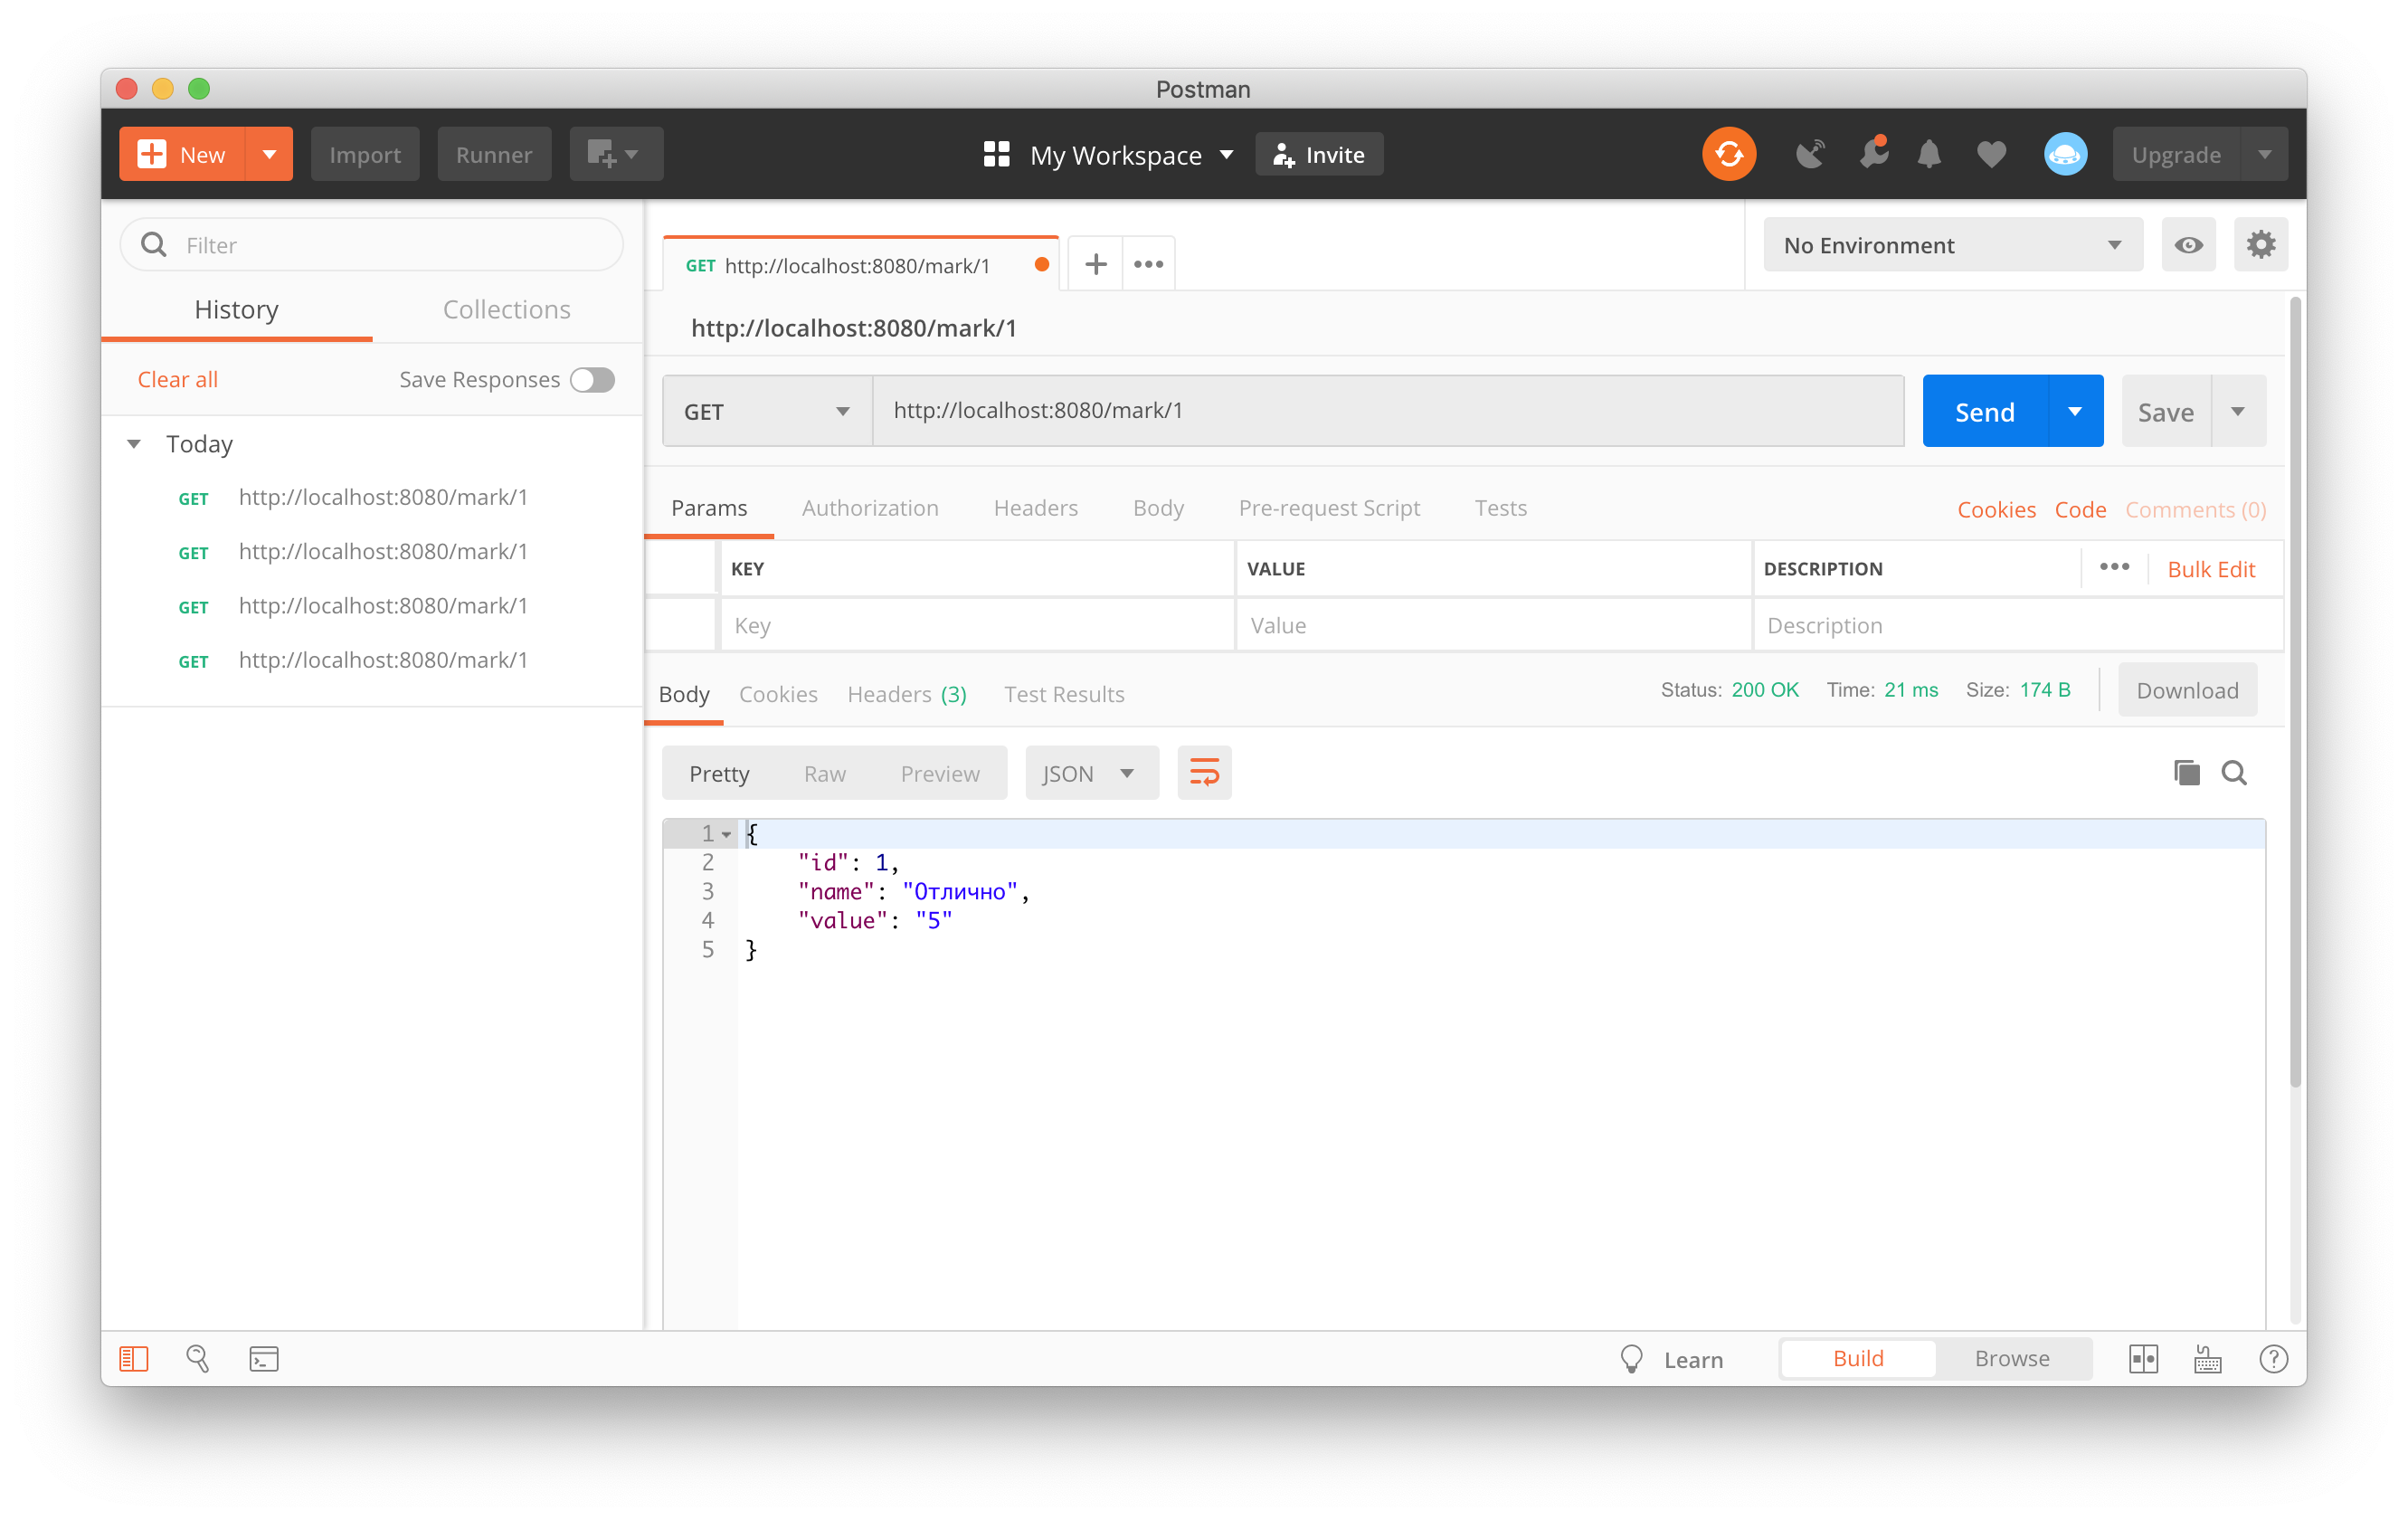 Postman
New Import Runner My Workspace Invite Upgrade
Filter
History Collections
Clear all Save Responses
Today
GET http://localhost:8080/mark/1
GET http://localhost:8080/mark/1
GET http://localhost:8080/mark/1
GET http://localhost:8080/mark/1
GET http://localhost:8080/mark/1
No Environment
http://localhost:8080/mark/1
GET http://localhost:8080/mark/1 Send Save
Params Authorization Headers Body Pre-request Script Tests Cookies Code Comments (0)
KEY VALUE DESCRIPTION Bulk Edit
Key Value Description
Body Cookies Headers (3) Test Results Status: 200 OK Time: 21 ms Size: 174 B Download
Pretty Raw Preview JSON
1 {
2 "id": 1,
3 "name": "Отлично",
4 "value": "5"
5 }
Learn Build Browse